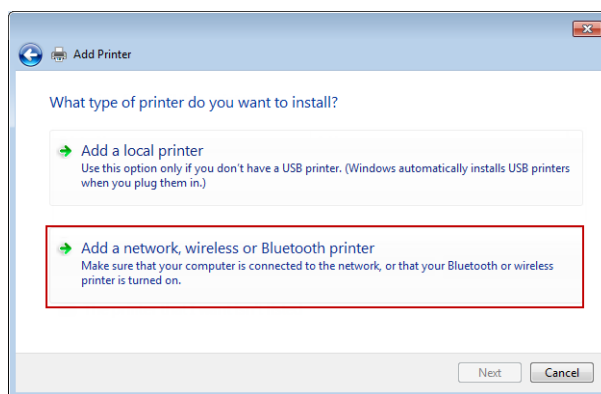 Add Printer
What type of printer do you want to install?
Add a local printer
Use this option only if you don't have a USB printer. (Windows automatically installs USB printers
when you plug them in.)
Add a network, wireless or Bluetooth printer
Make sure that your computer is connected to the network, or that your Bluetooth or wireless
printer is turned on.
Next Cancel